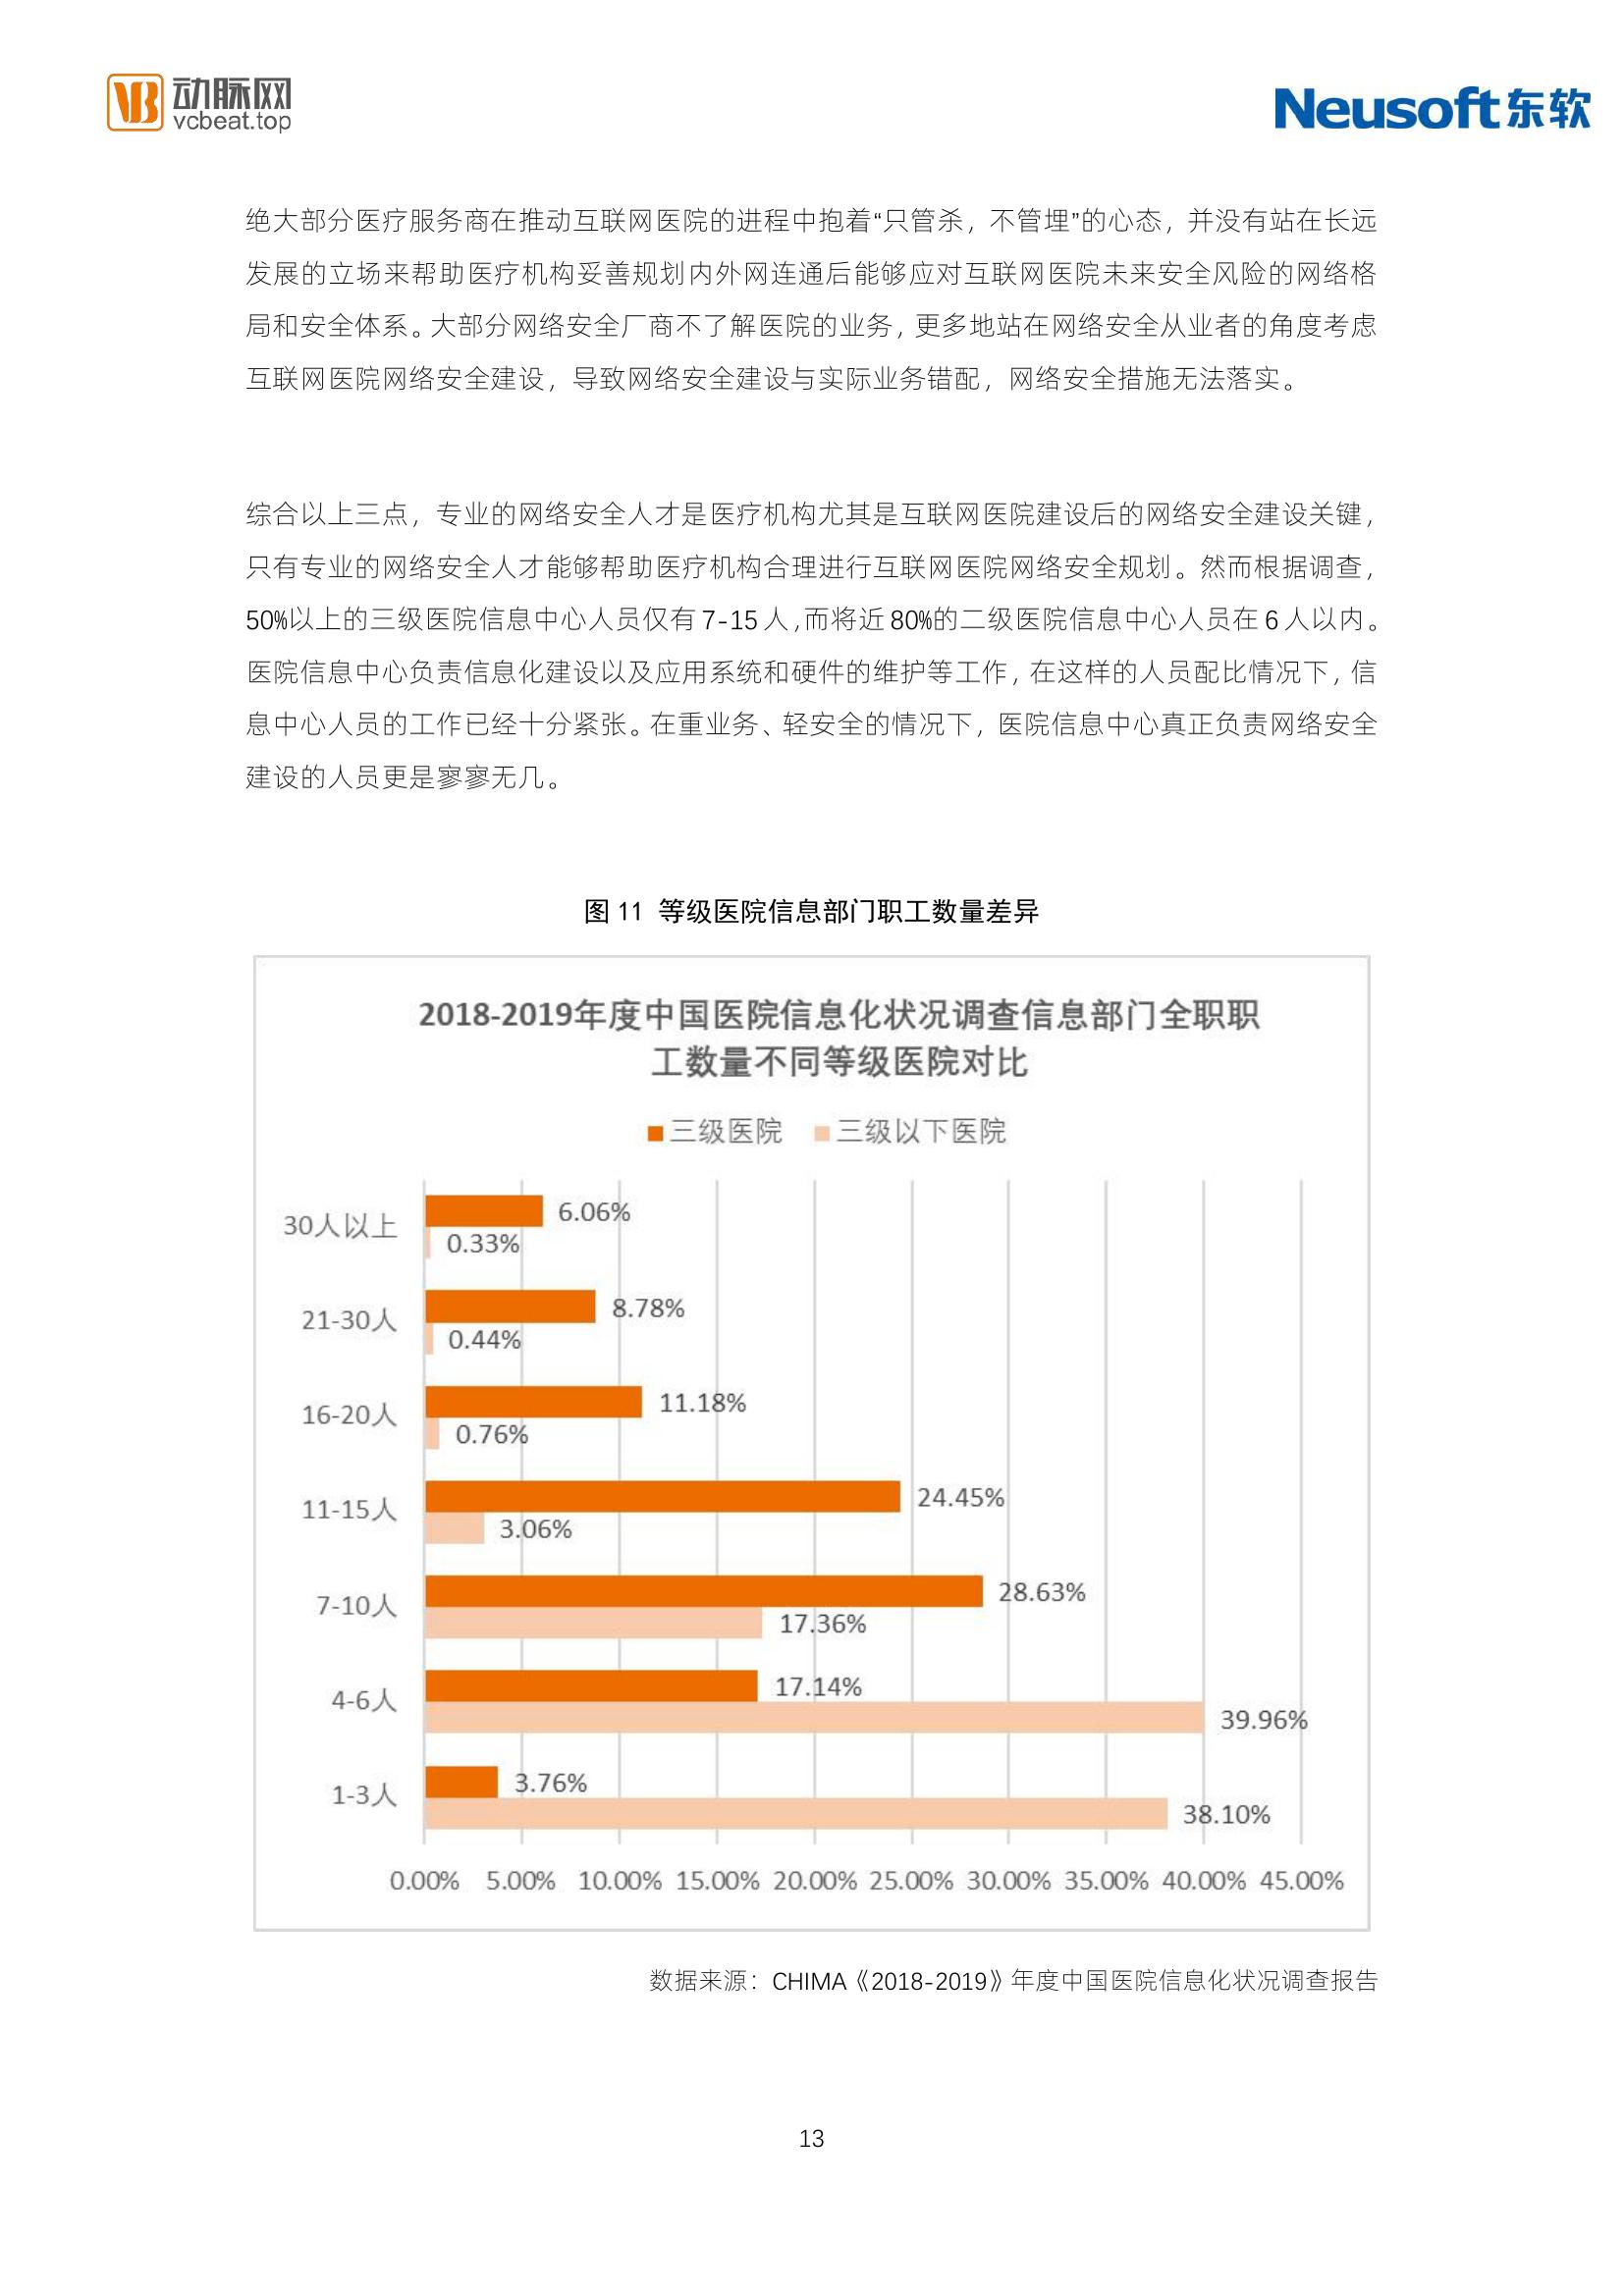 动脉网
vcbeat.top
Neusoft东软
绝大部分医疗服务商在推动互联网医院的进程中抱着“只管杀，不管埋”的心态，并没有站在长远
发展的立场来帮助医疗机构妥善规划内外网连通后能够应对互联网医院未来安全风险的网络格
局和安全体系。大部分网络安全厂商不了解医院的业务，更多地站在网络安全从业者的角度考虑
互联网医院网络安全建设，导致网络安全建设与实际业务错配，网络安全措施无法落实。
综合以上三点，专业的网络安全人才是医疗机构尤其是互联网医院建设后的网络安全建设关键，
只有专业的网络安全人才能够帮助医疗机构合理进行互联网医院网络安全规划。然而根据调查，
50%以上的三级医院信息中心人员仅有 7-15 人，而将近 80%的二级医院信息中心人员在 6 人以内。
医院信息中心负责信息化建设以及应用系统和硬件的维护等工作，在这样的人员配比情况下，信
息中心人员的工作已经十分紧张。在重业务、轻安全的情况下，医院信息中心真正负责网络安全
建设的人员更是寥寥无几。
图 11 等级医院信息部门职工数量差异
2018-2019年度中国医院信息化状况调查信息部门全职职
工数量不同等级医院对比
三级医院 三级以下医院
30人以上 6.06%
0.33%
21-30人 8.78%
0.44%
16-20人 11.18%
0.76%
11-15人 24.45%
3.06%
7-10人 28.63%
17.36%
4-6人 17.14%
39.96%
1-3人 3.76%
38.10%
0.00% 5.00% 10.00% 15.00% 20.00% 25.00% 30.00% 35.00% 40.00% 45.00%
数据来源：CHIMA《2018-2019》年度中国医院信息化状况调查报告
13